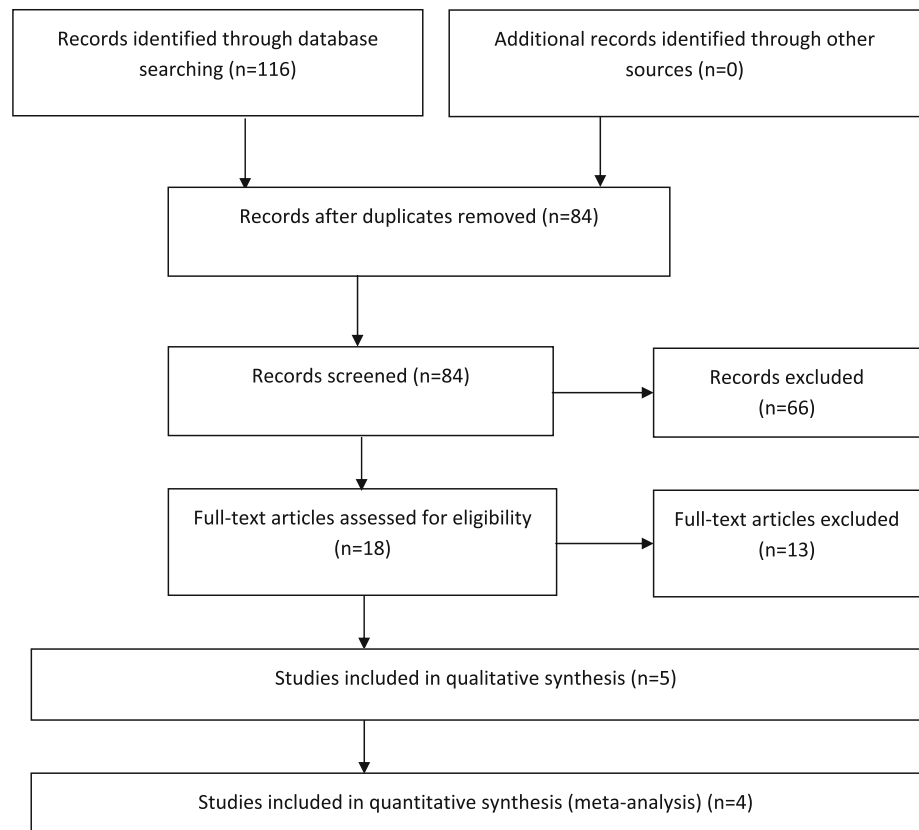 Records identified through database
searching (n=116)
Additional records identified through other
sources (n=0)
Records after duplicates removed (n=84)
Records screened (n=84)
Records excluded
(n=66)
Full-text articles assessed for eligibility
(n=18)
Full-text articles excluded
(n=13)
Studies included in qualitative synthesis (n=5)
Studies included in quantitative synthesis (meta-analysis) (n=4)